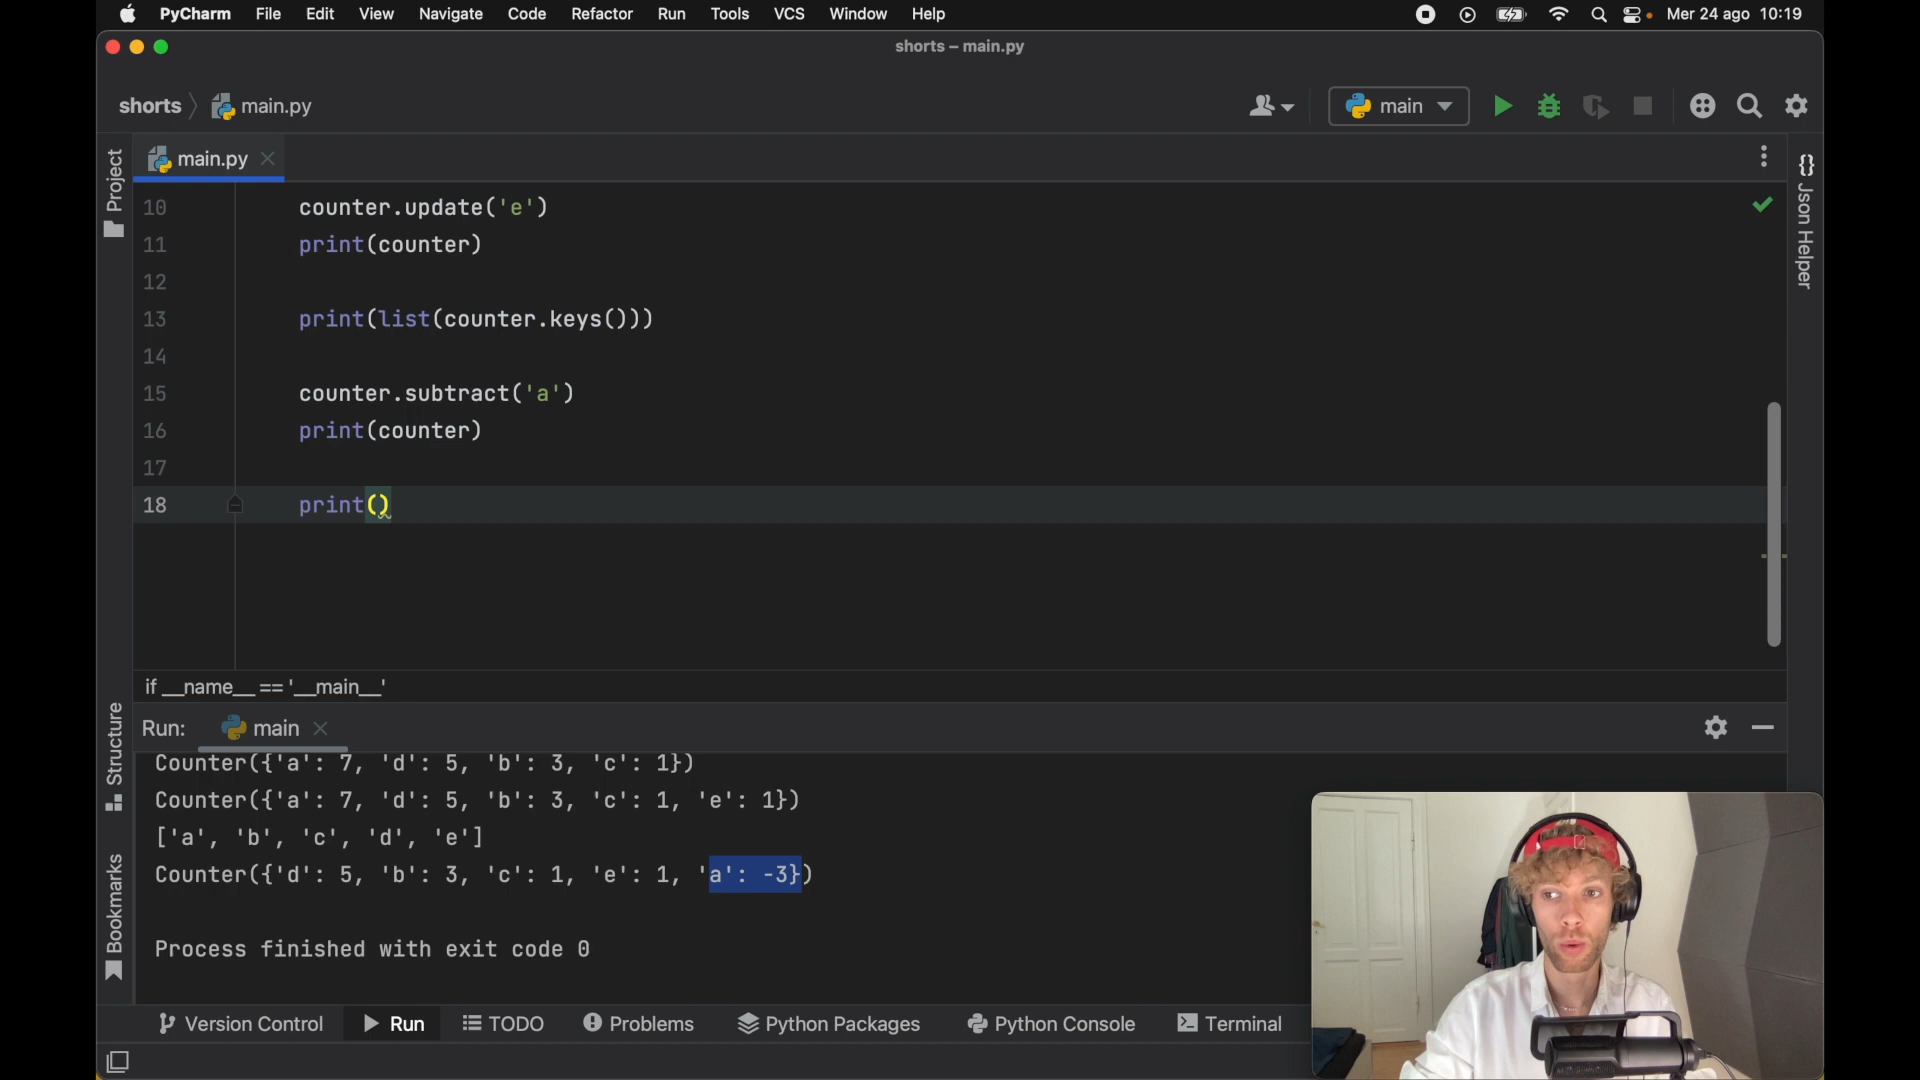 PyCharm File Edit View Navigate Code Refactor Run Tools VCS Window Help Mer 24 ago 10:19
shorts – main.py
shorts main.py main
Project
main.py
Json Helper
10 counter.update('e')
11 print(counter)
12
13 print(list(counter.keys()))
14
15 counter.subtract('a')
16 print(counter)
17
18 print()
if __name__ == '__main__'
Structure
Run: main
Counter({'a': 7, 'd': 5, 'b': 3, 'c': 1})
Counter({'a': 7, 'd': 5, 'b': 3, 'c': 1, 'e': 1})
['a', 'b', 'c', 'd', 'e']
Counter({'d': 5, 'b': 3, 'c': 1, 'e': 1, 'a': -3})
Bookmarks
Process finished with exit code 0
Version Control Run TODO Problems Python Packages Python Console Terminal